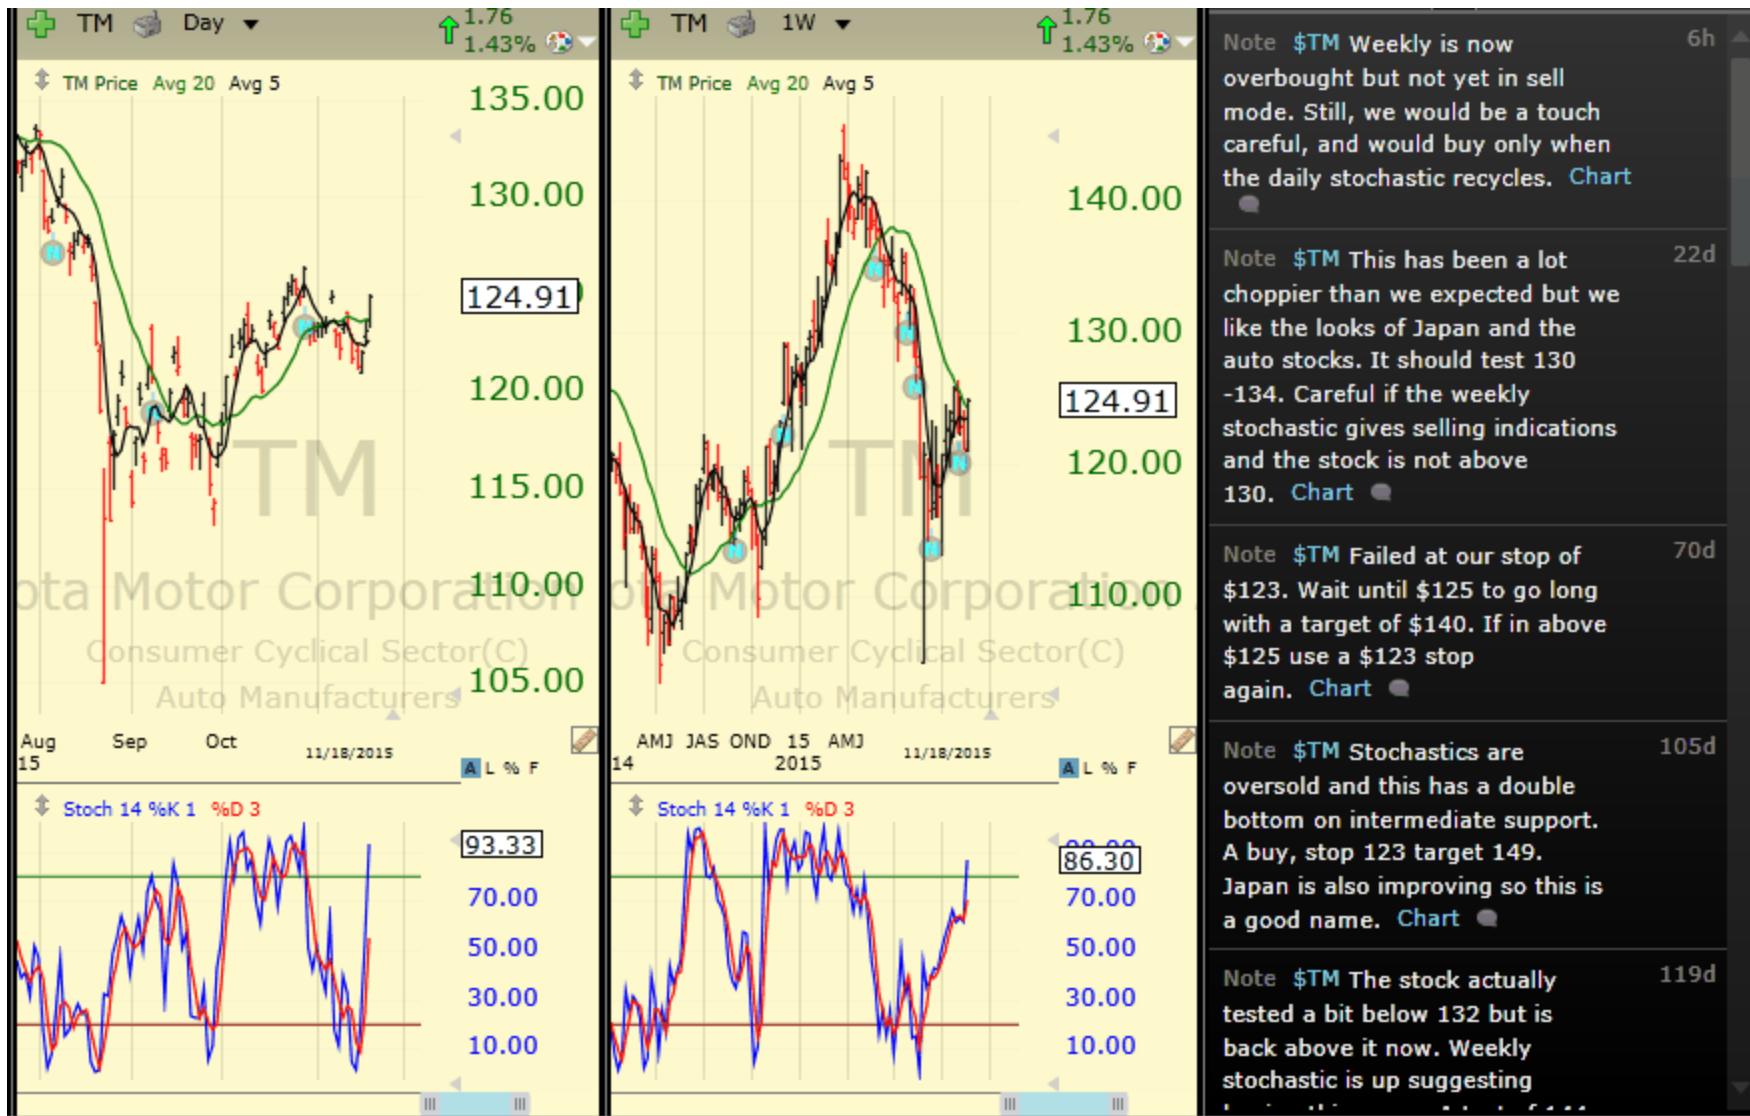 TM Day
1.76
1.43%
TM Price Avg 20 Avg 5
135.00
130.00
124.91
120.00
115.00
110.00
105.00
TM
ota Motor Corporation
Consumer Cyclical Sector(C)
Auto Manufacturers
Aug Sep Oct 11/18/2015
15
A L % F
Stoch 14 %K 1 %D 3
93.33
70.00
50.00
30.00
10.00
TM 1W
1.76
1.43%
TM Price Avg 20 Avg 5
140.00
130.00
124.91
120.00
110.00
TM
ota Motor Corporation
Consumer Cyclical Sector(C)
Auto Manufacturers
AMJ JAS OND 15 AMJ 11/18/2015
14 2015
A L % F
Stoch 14 %K 1 %D 3
86.30
70.00
50.00
30.00
10.00
Note $TM Weekly is now 6h
overbought but not yet in sell
mode. Still, we would be a touch
careful, and would buy only when
the daily stochastic recycles. Chart
Note $TM This has been a lot 22d
choppier than we expected but we
like the looks of Japan and the
auto stocks. It should test 130
-134. Careful if the weekly
stochastic gives selling indications
and the stock is not above
130. Chart
Note $TM Failed at our stop of 70d
$123. Wait until $125 to go long
with a target of $140. If in above
$125 use a $123 stop
again. Chart
Note $TM Stochastics are 105d
oversold and this has a double
bottom on intermediate support.
A buy, stop 123 target 149.
Japan is also improving so this is
a good name. Chart
Note $TM The stock actually 119d
tested a bit below 132 but is
back above it now. Weekly
stochastic is up suggesting